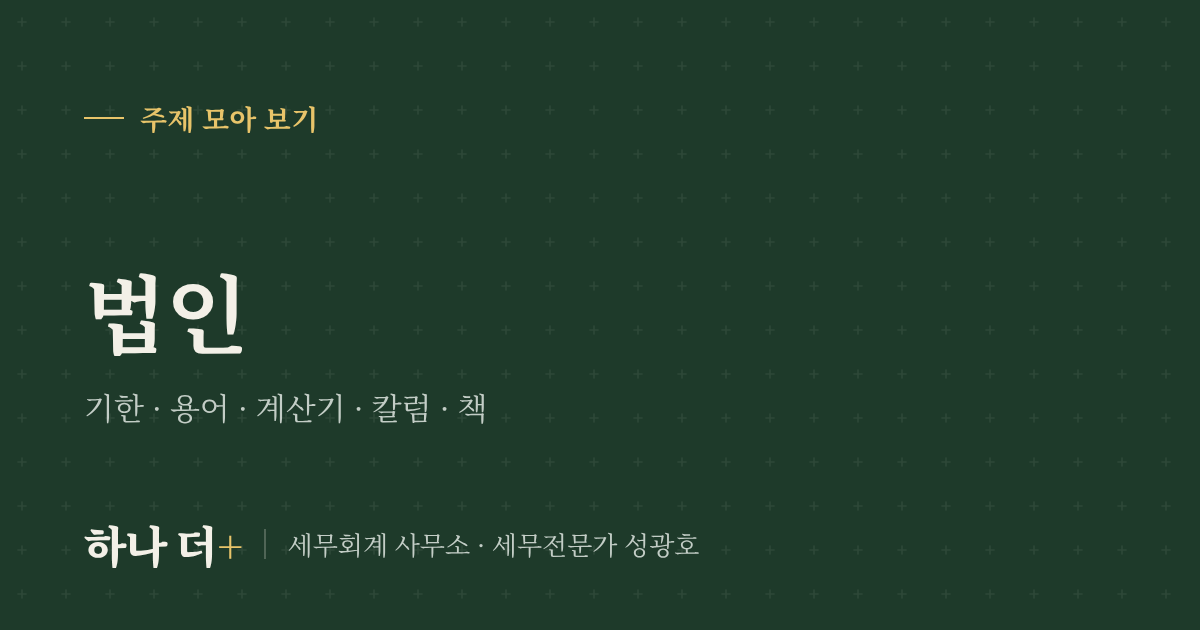 주제 모아 보기
법인
기한 · 용어 · 계산기 · 칼럼 · 책
하나 더+ 세무회계 사무소 · 세무전문가 성광호